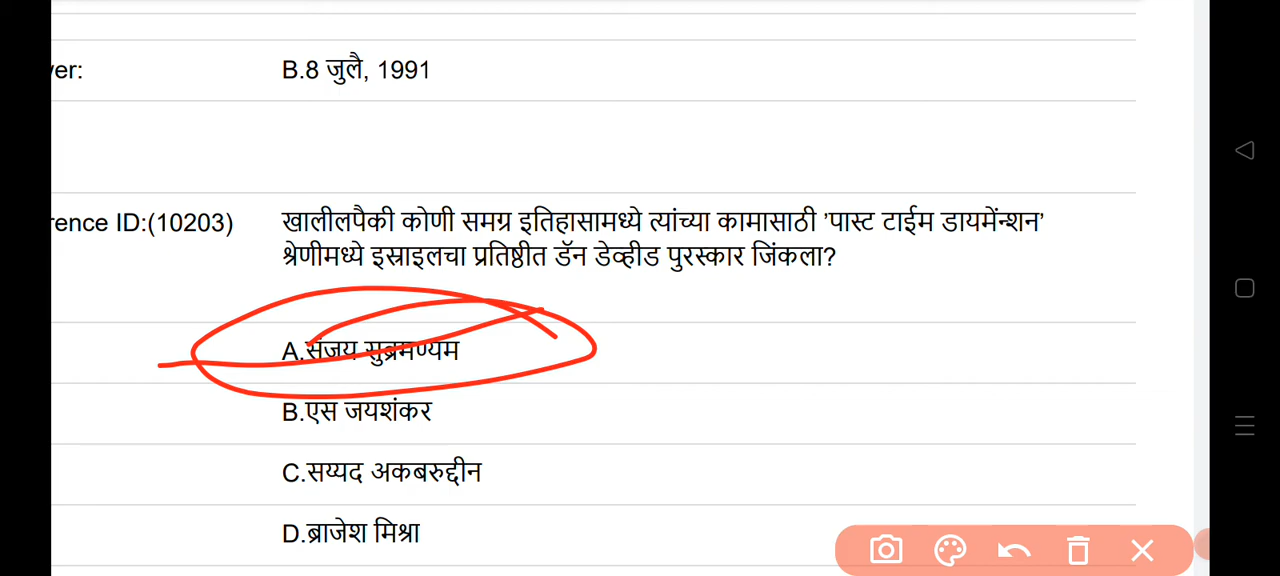 ver: B.8 जुलै, 1991
rence ID:(10203) खालीलपैकी कोणी समग्र इतिहासामध्ये त्यांच्या कामासाठी 'पास्ट टाईम डायमेंन्शन'
श्रेणीमध्ये इस्राइलचा प्रतिष्ठीत डॅन डेव्हीड पुरस्कार जिंकला?
A.संजय सुब्रमण्यम
B.एस जयशंकर
C.सय्यद अकबरुद्दीन
D.ब्राजेश मिश्रा